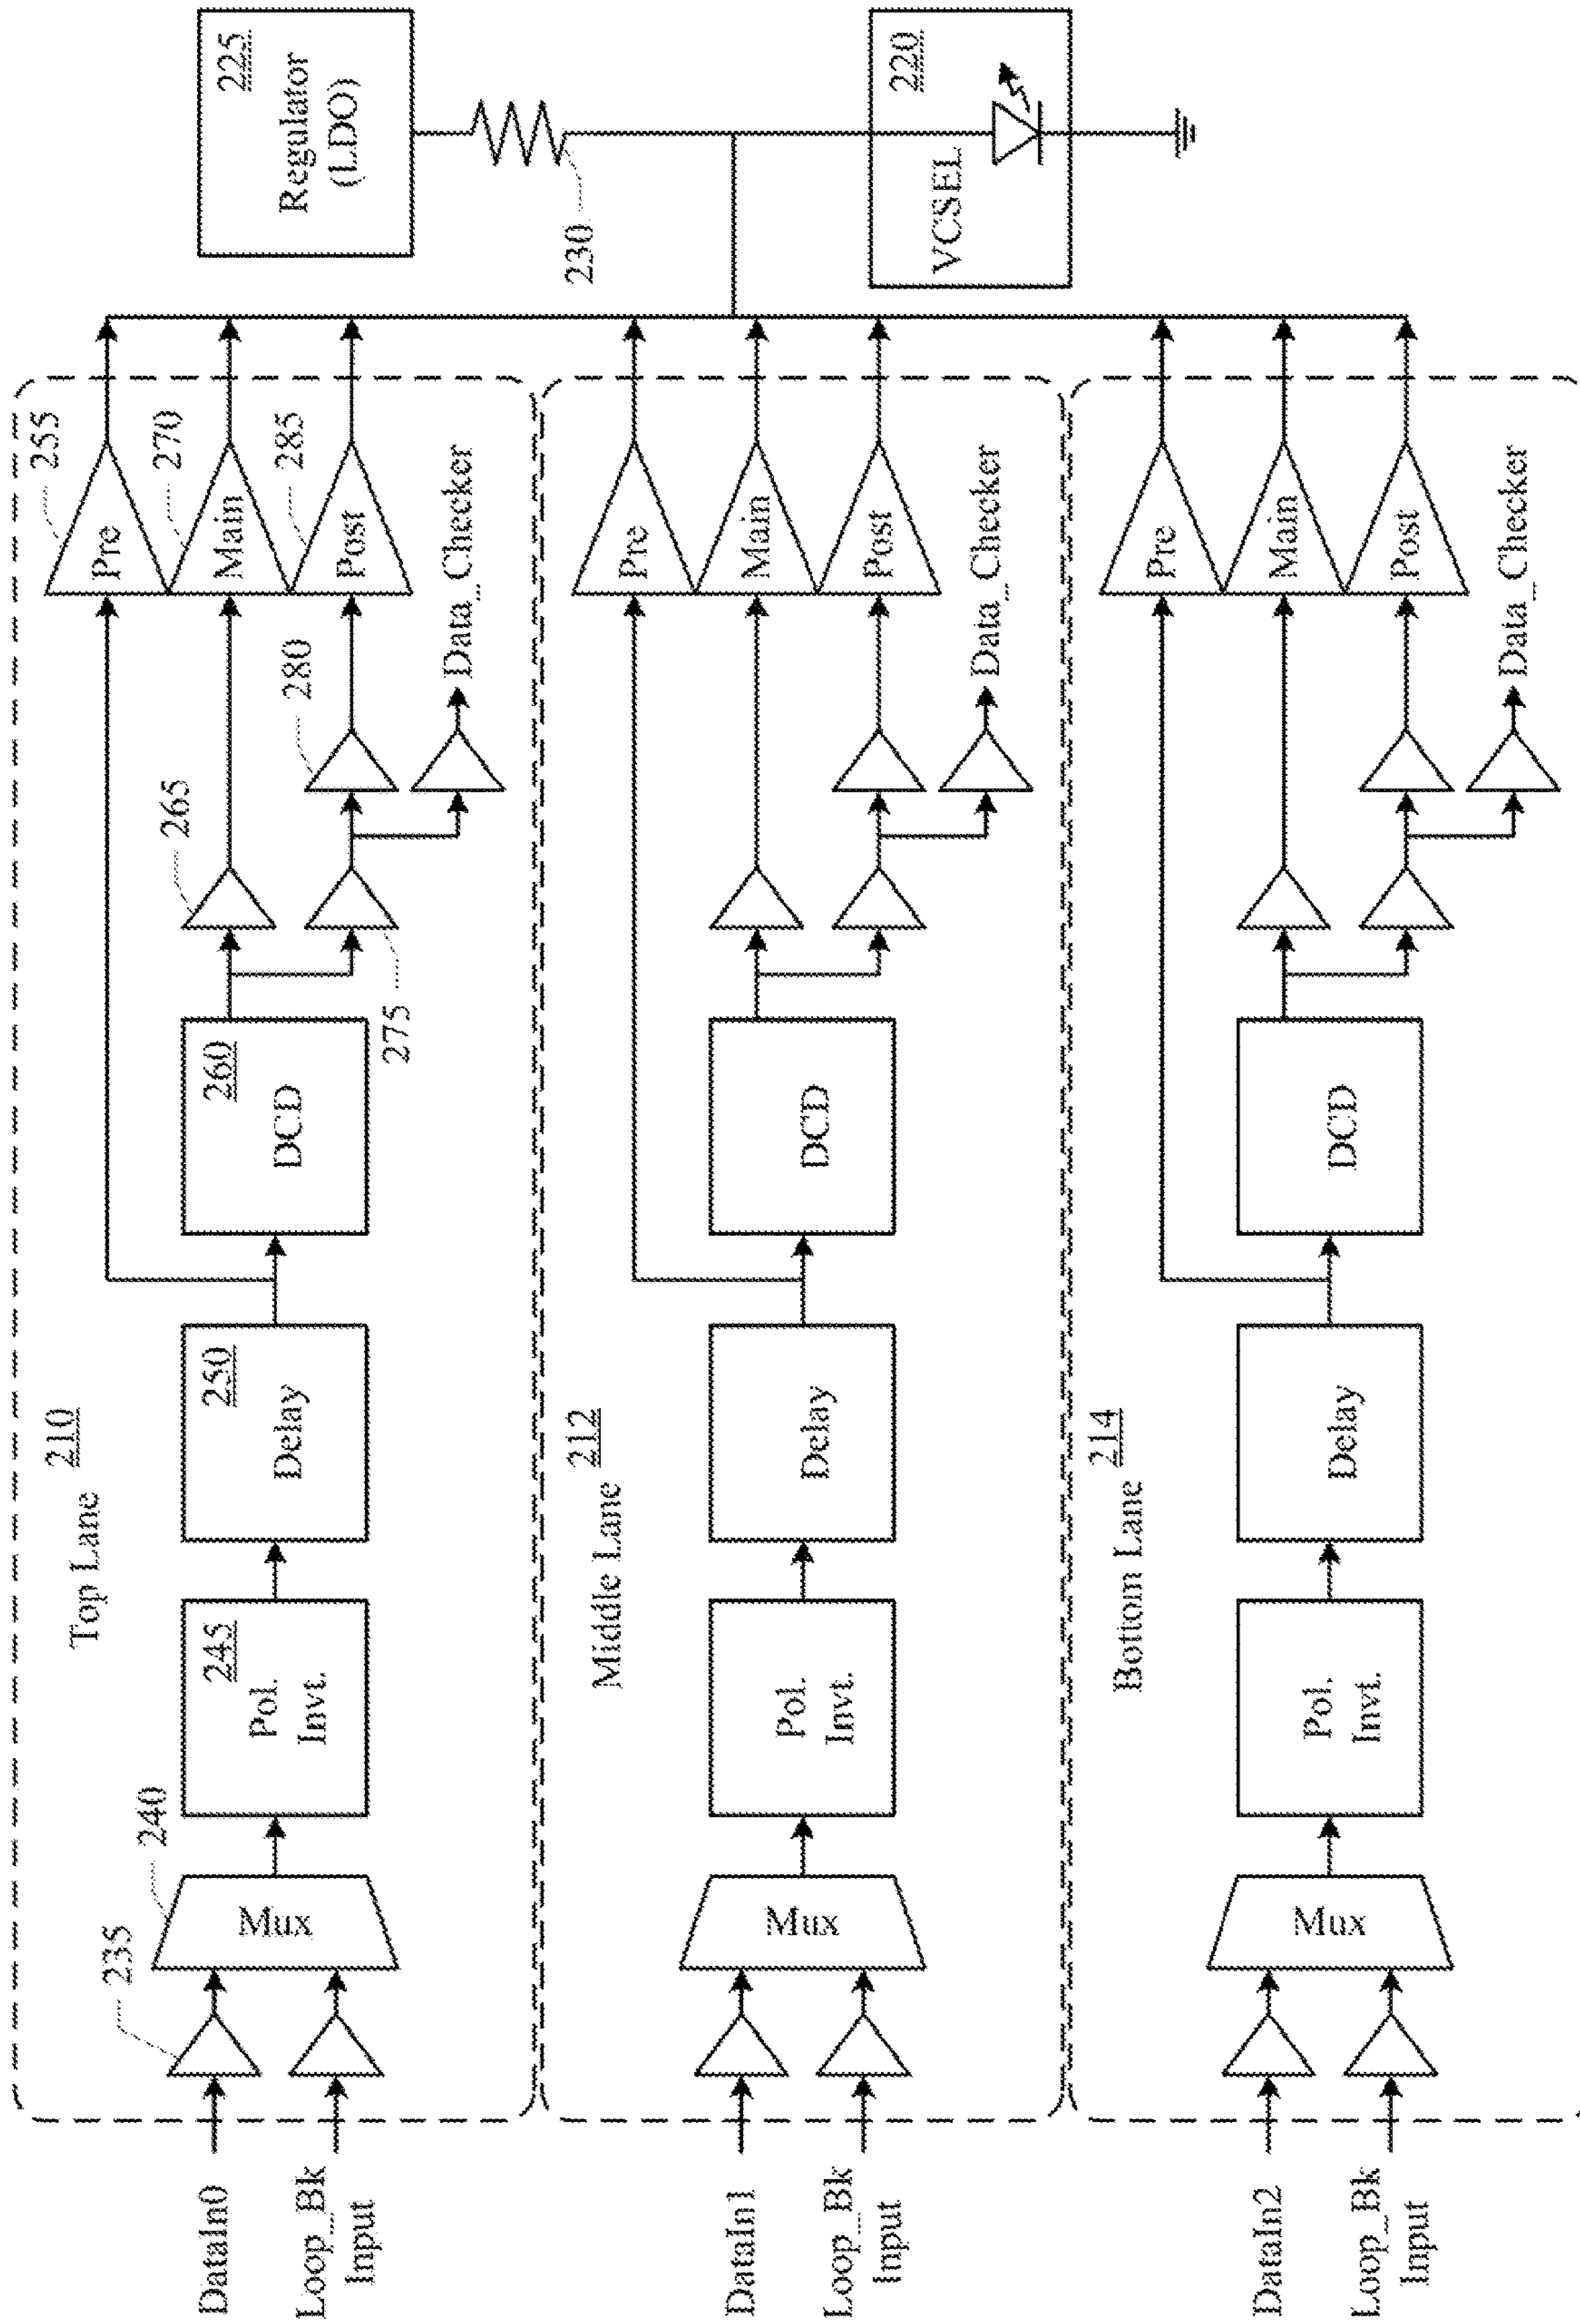 Top Lane
210
DataIn0
Loop_Bk
Input
235
240
Mux
245
Pol.
Invt.
250
Delay
260
DCD
265
275
280
255
Pre
270
Main
285
Post
Data_Checker
Middle Lane
212
DataIn1
Loop_Bk
Input
Mux
Pol.
Invt.
Delay
DCD
Pre
Main
Post
Data_Checker
Bottom Lane
214
DataIn2
Loop_Bk
Input
Mux
Pol.
Invt.
Delay
DCD
Pre
Main
Post
Data_Checker
225
Regulator
(LDO)
230
220
VCSEL